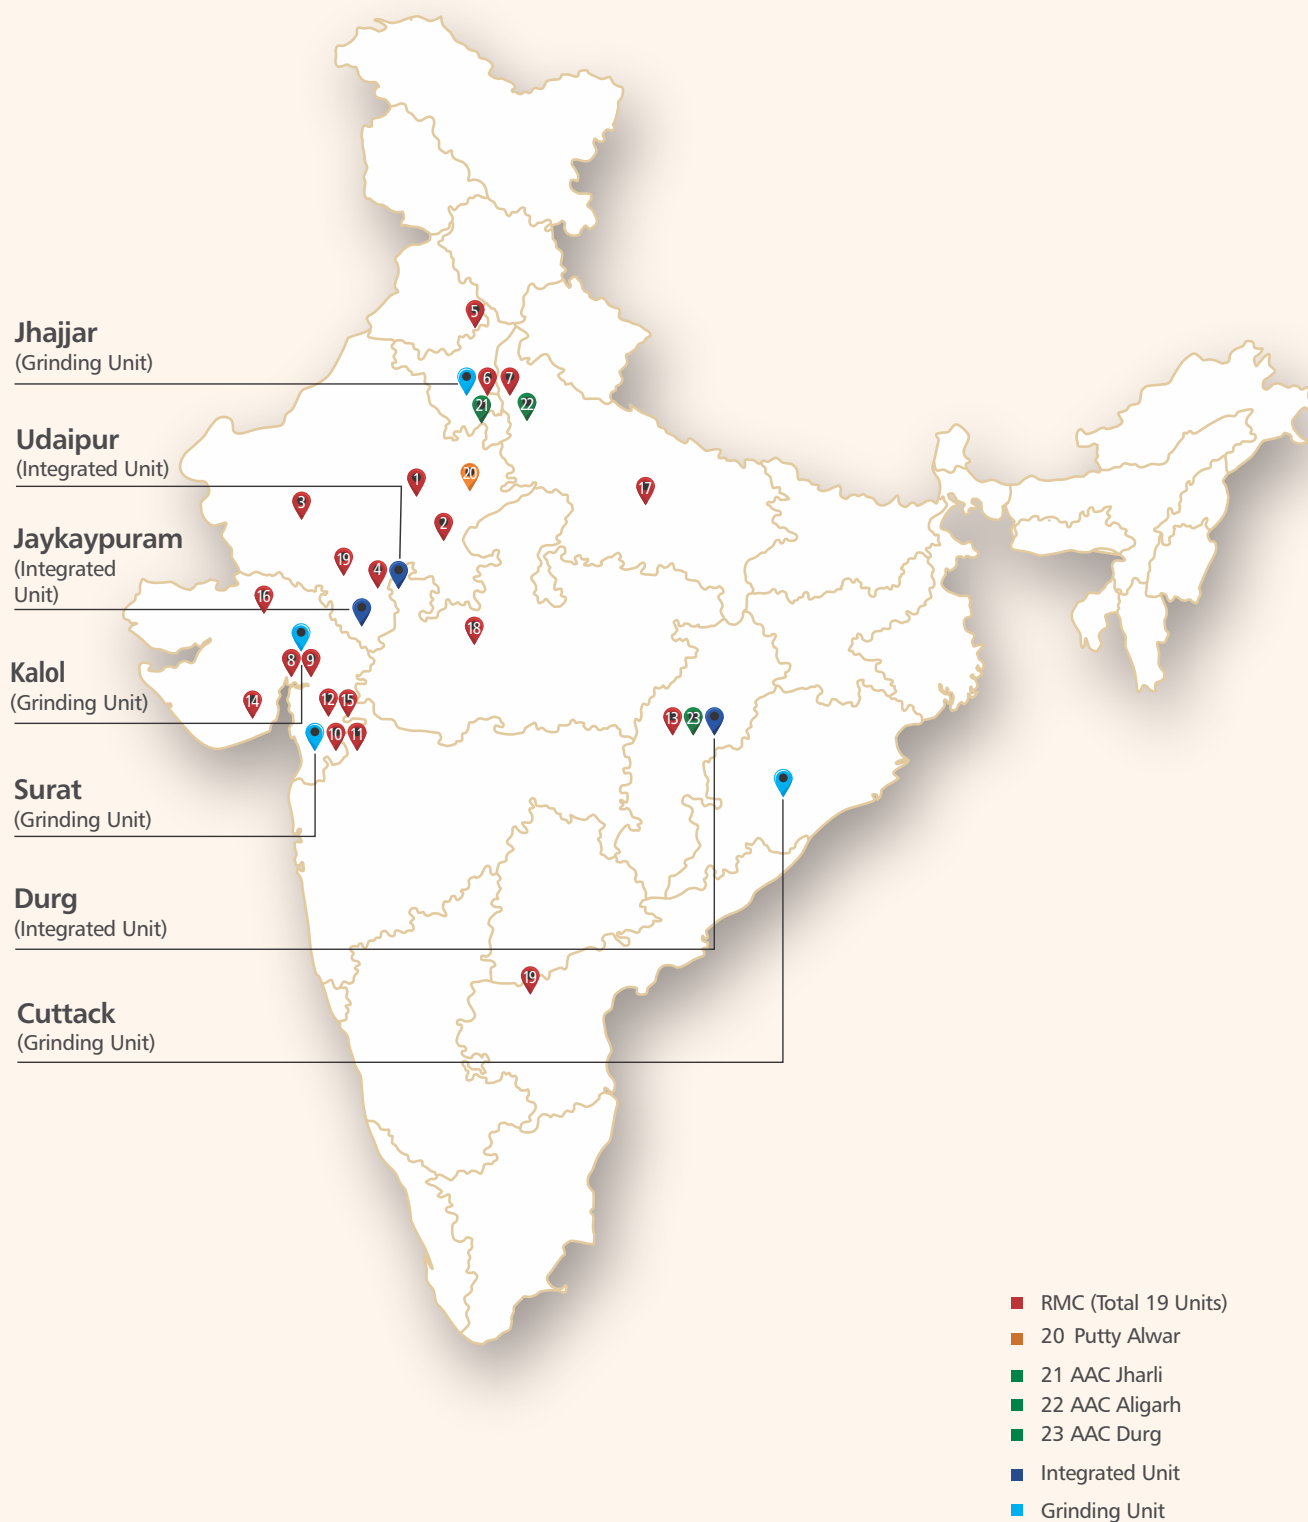 Jhajjar
(Grinding Unit)
Udaipur
(Integrated Unit)
Jaykaypuram
(Integrated
Unit)
Kalol
(Grinding Unit)
Surat
(Grinding Unit)
Durg
(Integrated Unit)
Cuttack
(Grinding Unit)
5
6
7
21
22
1
20
3
17
2
19
4
16
18
8
9
14
12
15
13
23
10
11
19
RMC (Total 19 Units)
20 Putty Alwar
21 AAC Jharli
22 AAC Aligarh
23 AAC Durg
Integrated Unit
Grinding Unit